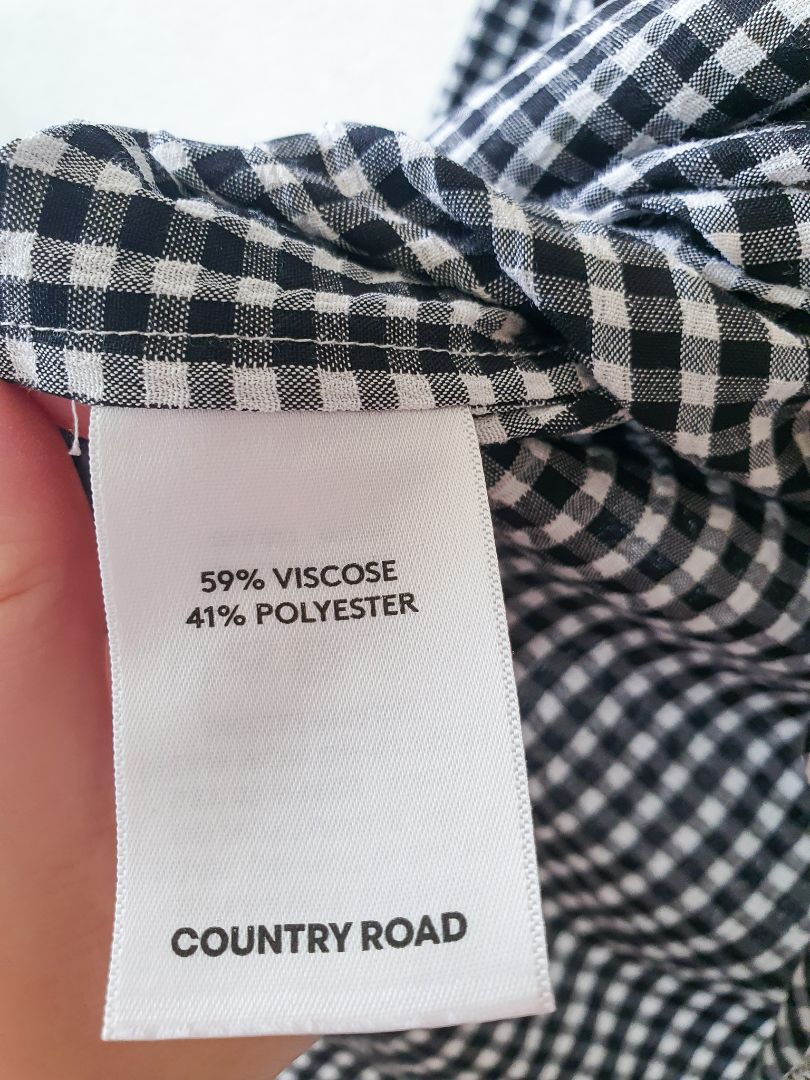 59% VISCOSE
41% POLYESTER
COUNTRY ROAD